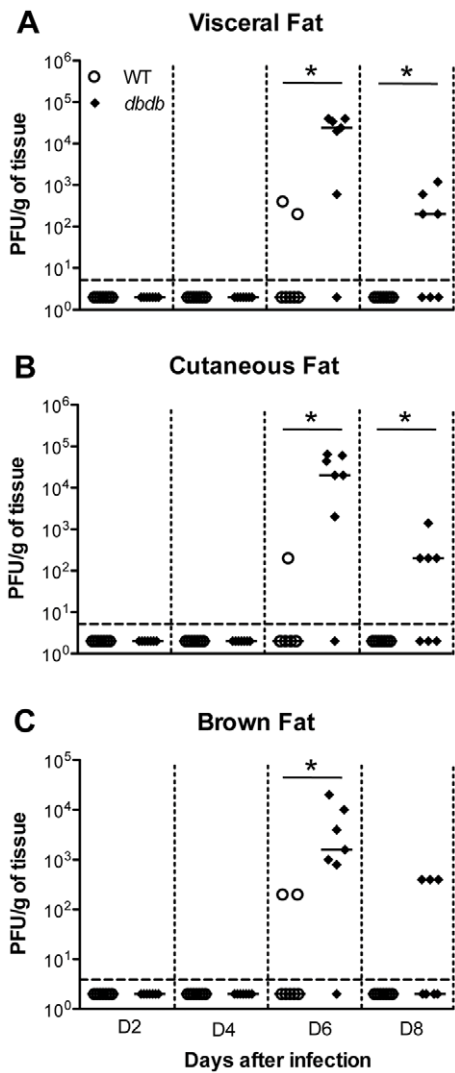 A
Visceral Fat
WT
dbdb
*
*
10^6
10^5
10^4
10^3
10^2
10^1
10^0
PFU/g of tissue
B
Cutaneous Fat
*
*
10^6
10^5
10^4
10^3
10^2
10^1
10^0
PFU/g of tissue
C
Brown Fat
*
10^5
10^4
10^3
10^2
10^1
10^0
PFU/g of tissue
D2 D4 D6 D8
Days after infection